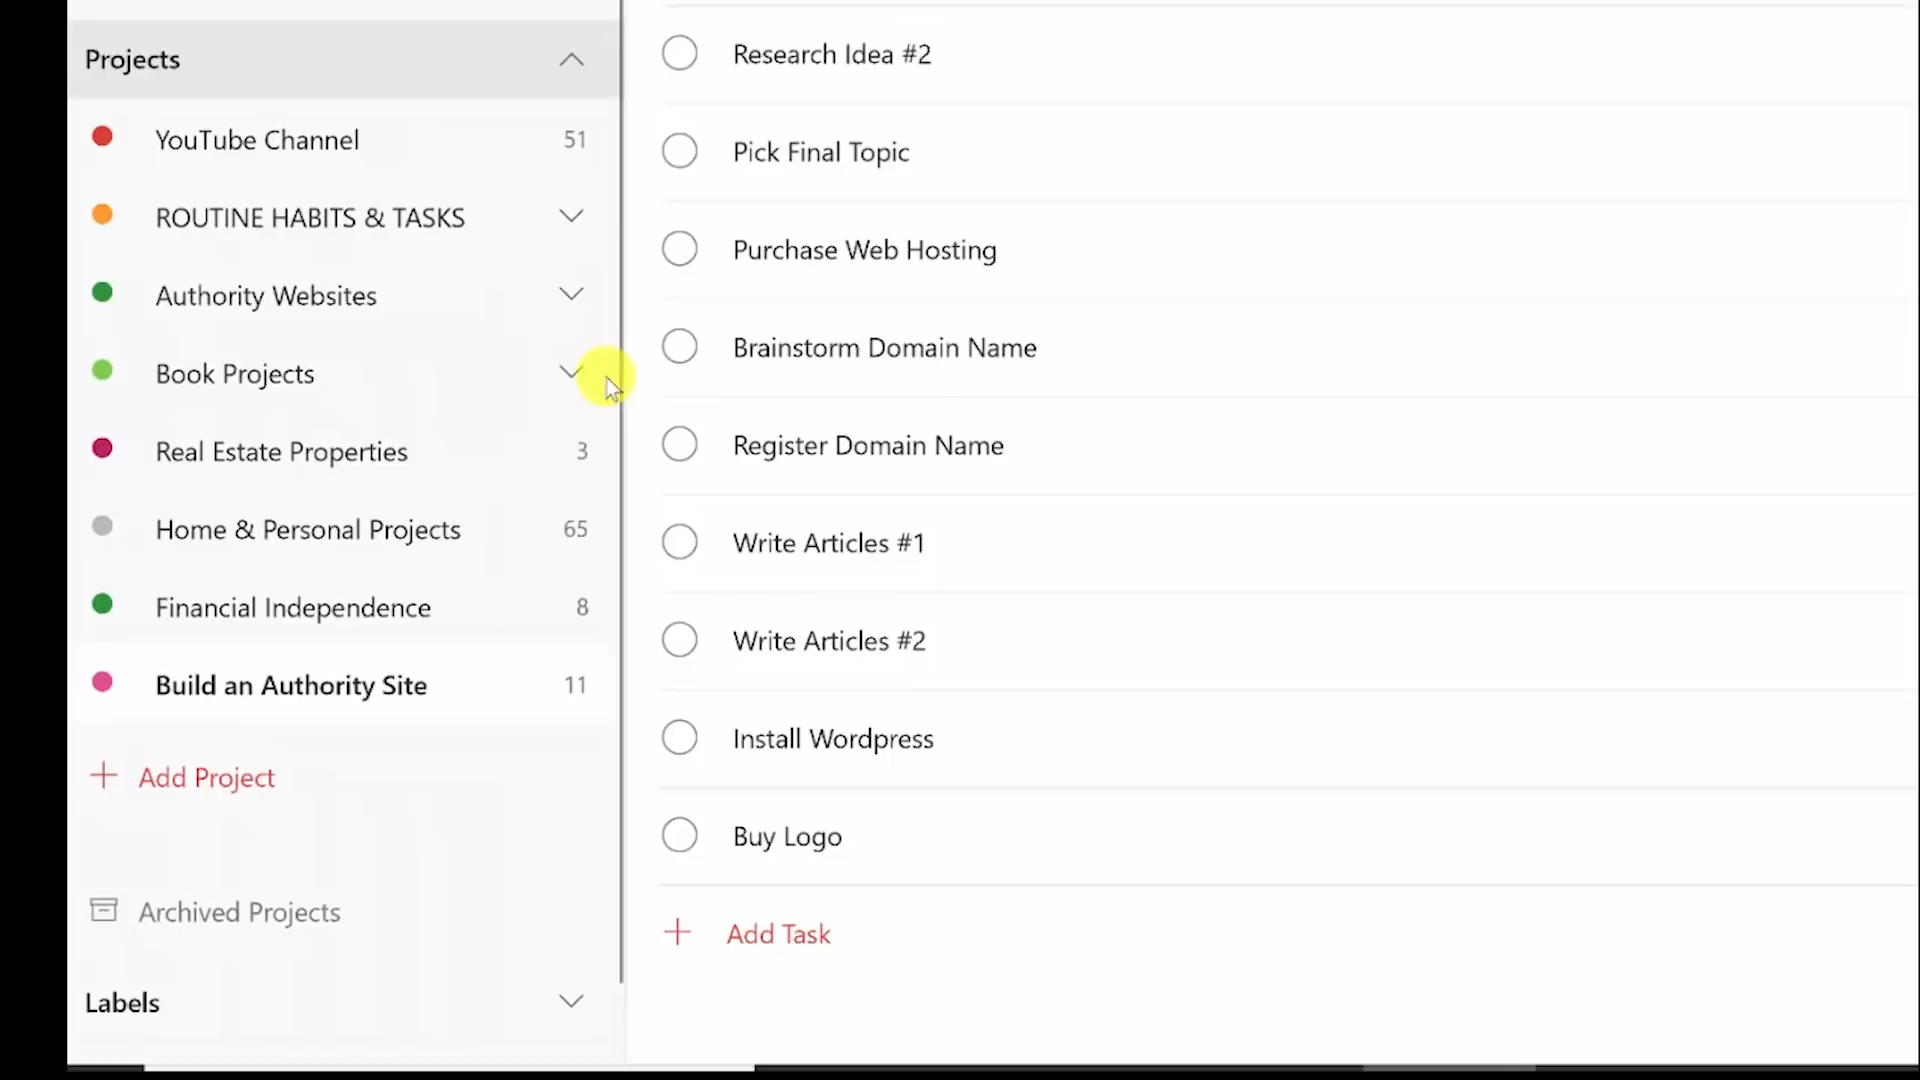 Projects
YouTube Channel 51
ROUTINE HABITS & TASKS
Authority Websites
Book Projects
Real Estate Properties 3
Home & Personal Projects 65
Financial Independence 8
Build an Authority Site 11
Add Project
Archived Projects
Labels
Research Idea #2
Pick Final Topic
Purchase Web Hosting
Brainstorm Domain Name
Register Domain Name
Write Articles #1
Write Articles #2
Install Wordpress
Buy Logo
Add Task